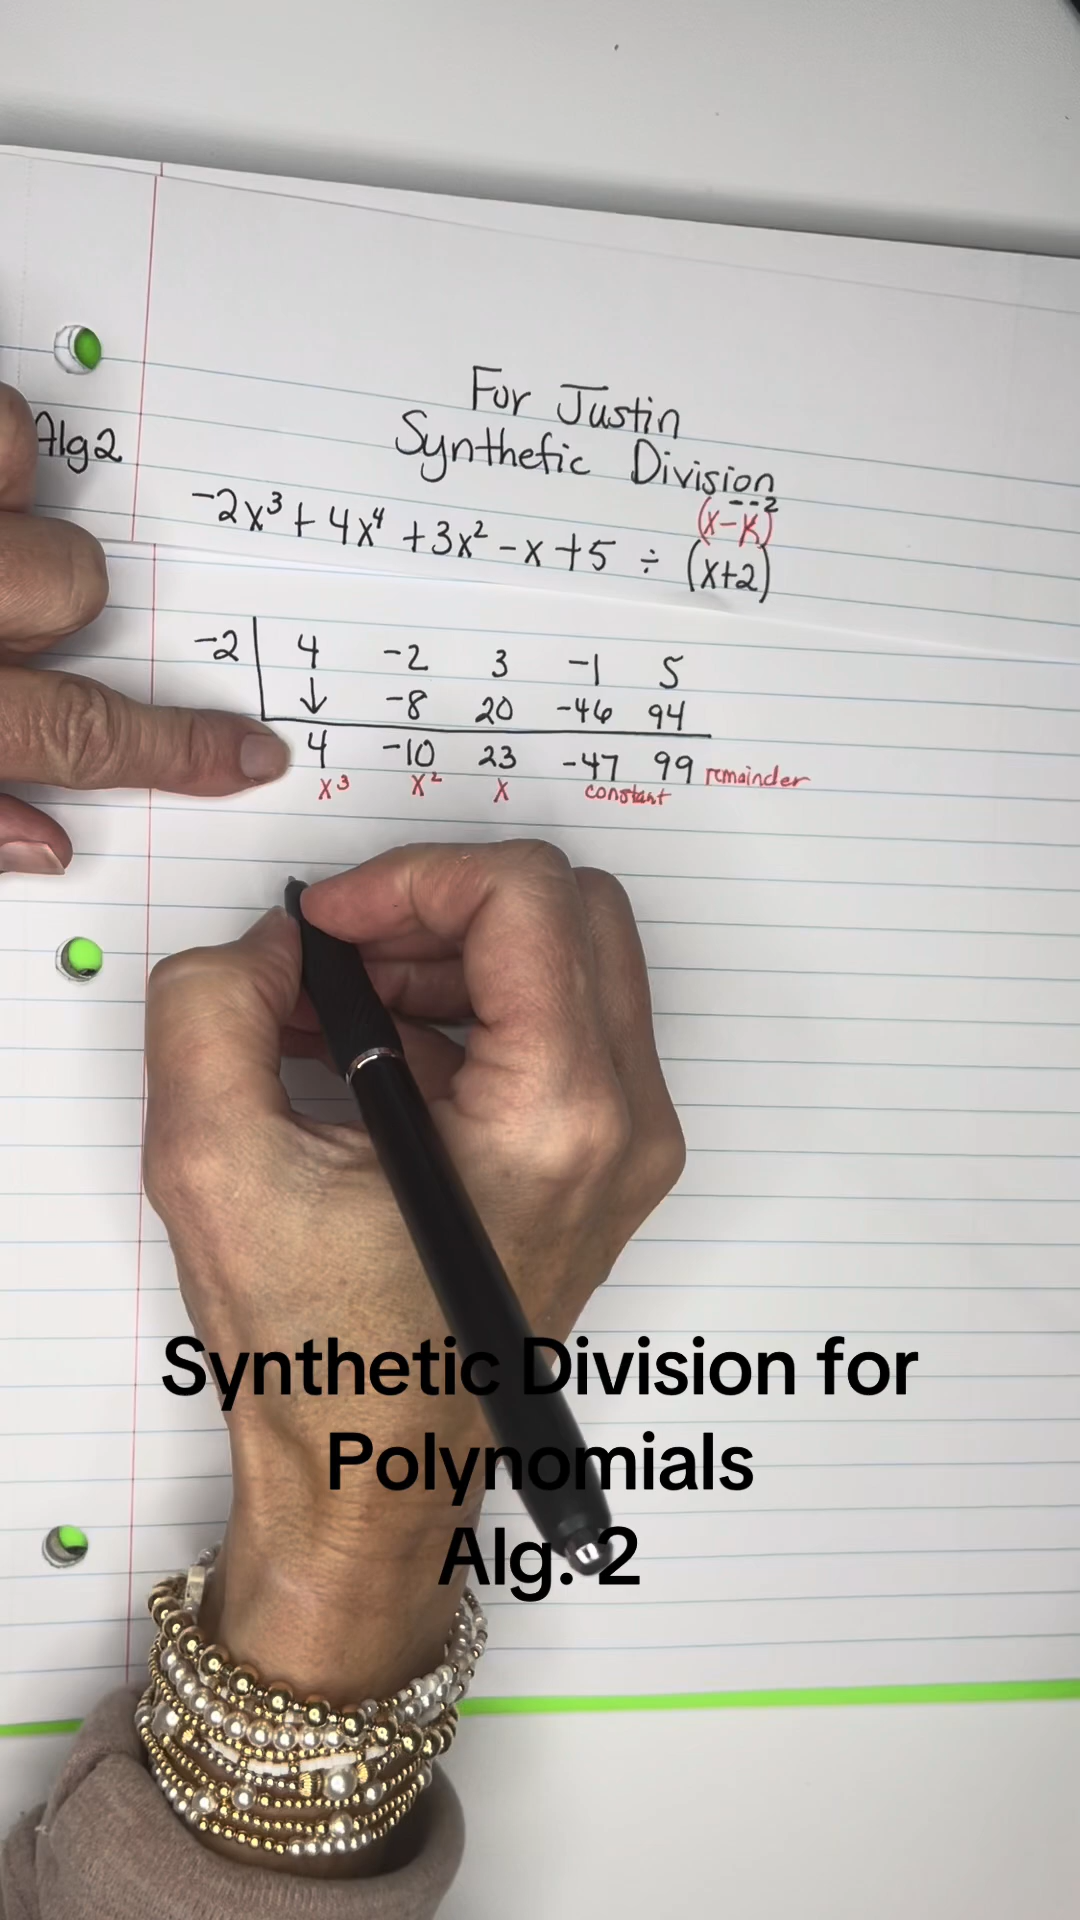 For Justin
Alg2
Synthetic Division
(x-k)
--2
-2x³ + 4x⁴ + 3x² - x + 5 ÷ (x+2)
-2 4 -2 3 -1 5
↓ -8 20 -46 94
4 -10 23 -47 99 remainder
x³ x² x constant
Synthetic Division for
Polynomials
Alg. 2